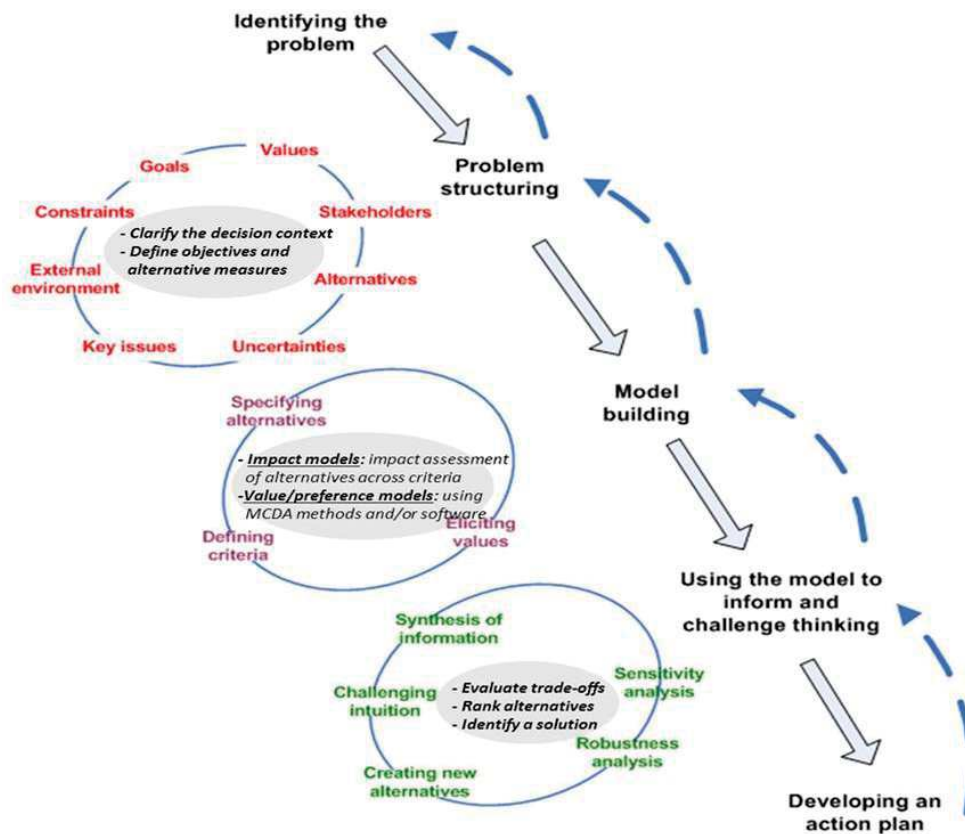 Identifying the
problem
Problem
structuring
Values
Goals
Constraints
Stakeholders
- Clarify the decision context
- Define objectives and
alternative measures
External
environment
Alternatives
Key issues
Uncertainties
Model
building
Specifying
alternatives
- Impact models: impact assessment
of alternatives across criteria
-Value/preference models: using
MCDA methods and/or software
Defining
criteria
Eliciting
values
Using the model to
inform and
challenge thinking
Synthesis of
information
Challenging
intuition
Sensitivity
analysis
- Evaluate trade-offs
- Rank alternatives
- Identify a solution
Robustness
analysis
Creating new
alternatives
Developing an
action plan